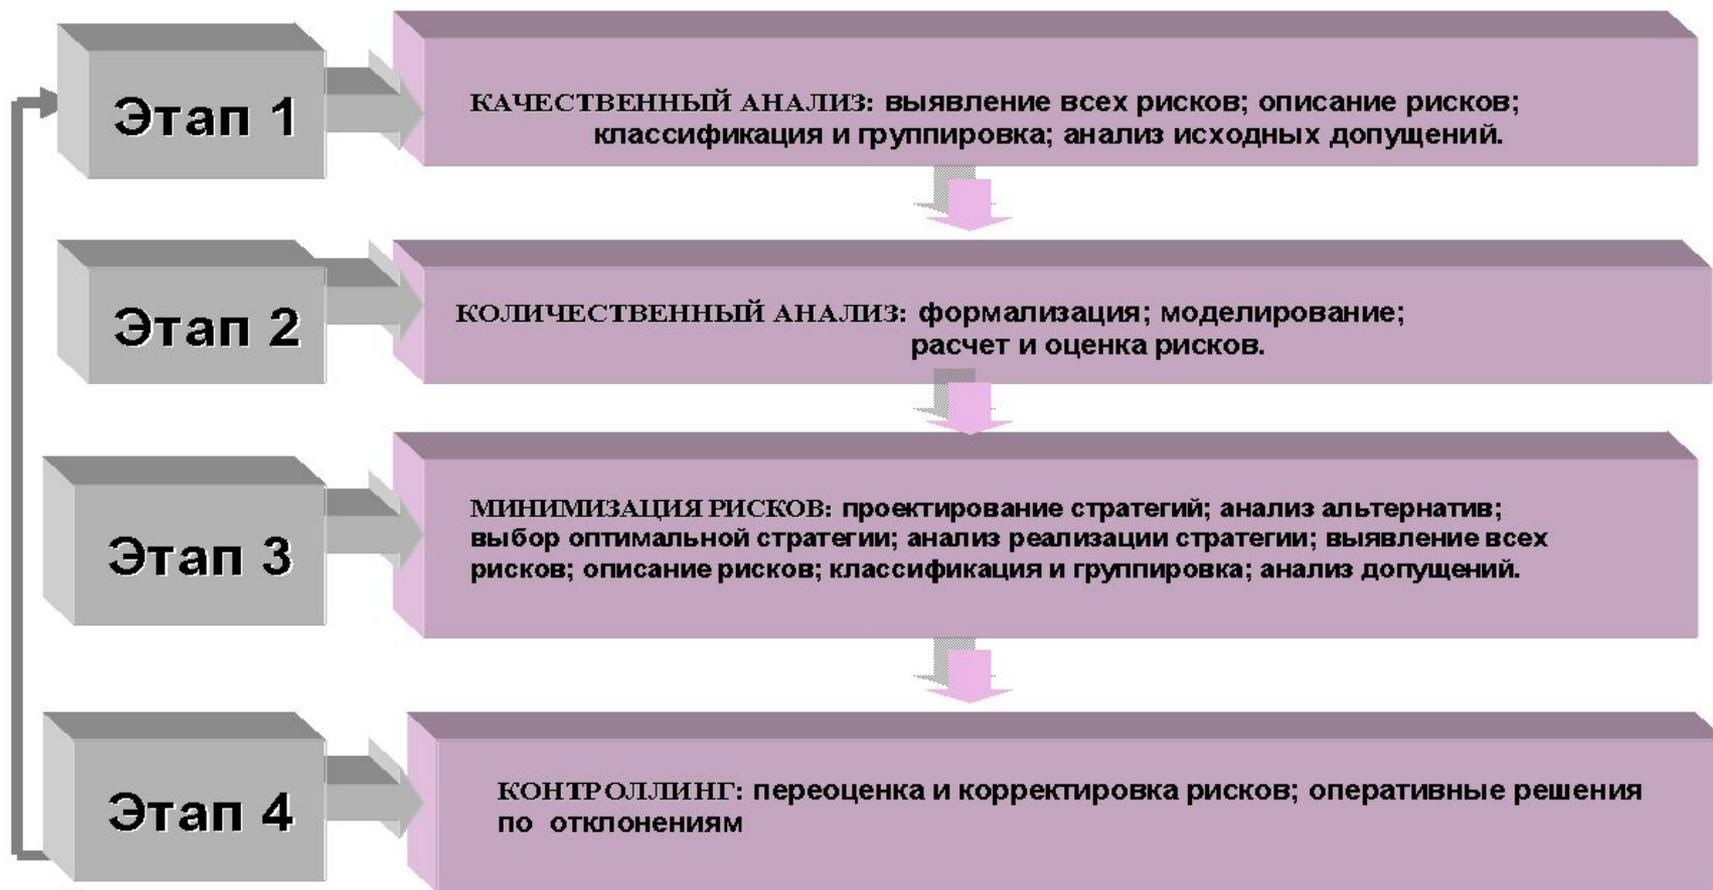 Этап 1
КАЧЕСТВЕННЫЙ АНАЛИЗ: выявление всех рисков; описание рисков;
классификация и группировка; анализ исходных допущений.
Этап 2
КОЛИЧЕСТВЕННЫЙ АНАЛИЗ: формализация; моделирование;
расчет и оценка рисков.
Этап 3
МИНИМИЗАЦИЯ РИСКОВ: проектирование стратегий; анализ альтернатив;
выбор оптимальной стратегии; анализ реализации стратегии; выявление всех
рисков; описание рисков; классификация и группировка; анализ допущений.
Этап 4
КОНТРОЛЛИНГ: переоценка и корректировка рисков; оперативные решения
по отклонениям